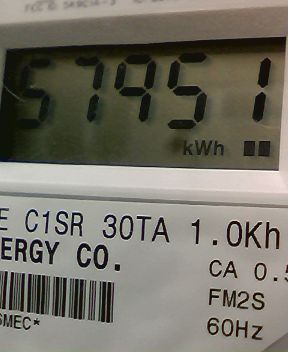 57951
kWh
E C1SR 30TA 1.0Kh
ERGY CO.
CA 0.5
FM2S
60Hz
SMEC*